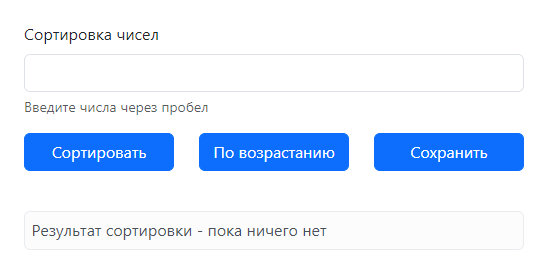 Сортировка чисел
Введите числа через пробел
Сортировать По возрастанию Сохранить
Результат сортировки - пока ничего нет